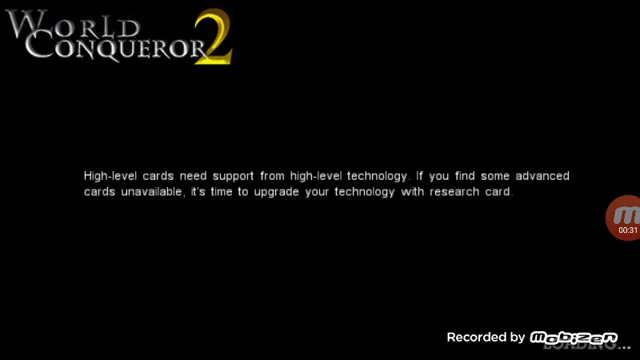 World
Conqueror 2
High-level cards need support from high-level technology. If you find some advanced
cards unavailable, it's time to upgrade your technology with research card.
00:31
Recorded by Mobizen
LOADING...